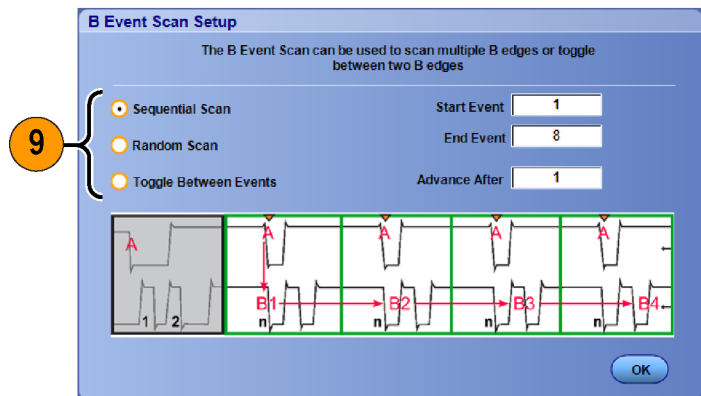 B Event Scan Setup
The B Event Scan can be used to scan multiple B edges or toggle
between two B edges
9
Sequential Scan
Random Scan
Toggle Between Events
Start Event 1
End Event 8
Advance After 1
A A A A A
B1 B2 B3 B4
1 2 n n n n
OK